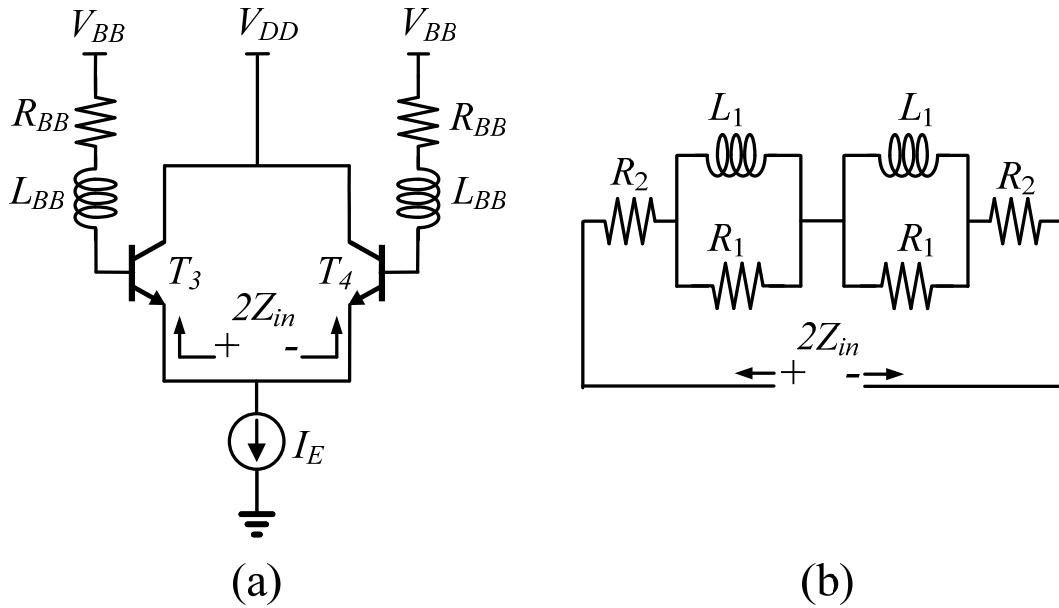 V_BB V_DD V_BB
R_BB R_BB
L_BB L_BB
T_3 T_4
2Z_in
+ -
I_E
(a)
L_1 L_1
R_2 R_2
R_1 R_1
2Z_in
+ -
(b)